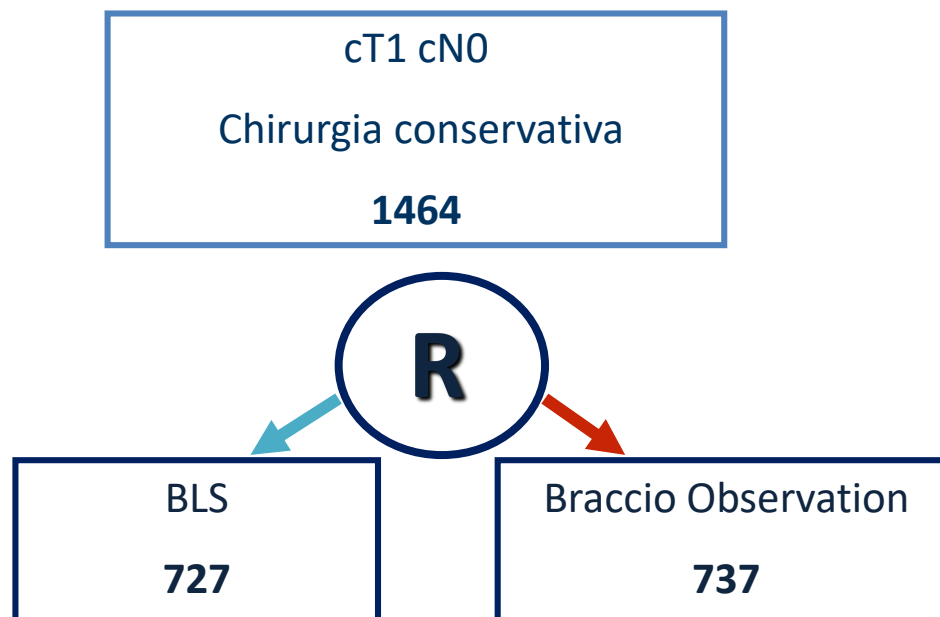 cT1 cN0
Chirurgia conservativa
1464
R
BLS
727
Braccio Observation
737